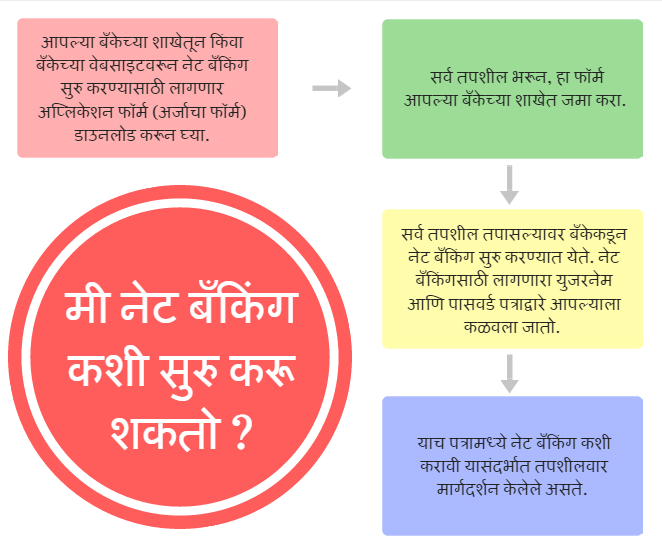 आपल्या बँकेच्या शाखेतून किंवा
बँकेच्या वेबसाइटवरून नेट बँकिंग
सुरु करण्यासाठी लागणार
अप्लिकेशन फॉर्म (अर्जाचा फॉर्म)
डाउनलोड करून घ्या.
सर्व तपशील भरून, हा फॉर्म
आपल्या बँकेच्या शाखेत जमा करा.
सर्व तपशील तपासल्यावर बँकेकडून
नेट बँकिंग सुरु करण्यात येते. नेट
बँकिंगसाठी लागणारा युजरनेम
आणि पासवर्ड पत्राद्वारे आपल्याला
कळवला जातो.
याच पत्रामध्ये नेट बँकिंग कशी
करावी यासंदर्भात तपशीलवार
मार्गदर्शन केलेले असते.
मी नेट बँकिंग
कशी सुरु करू
शकतो ?